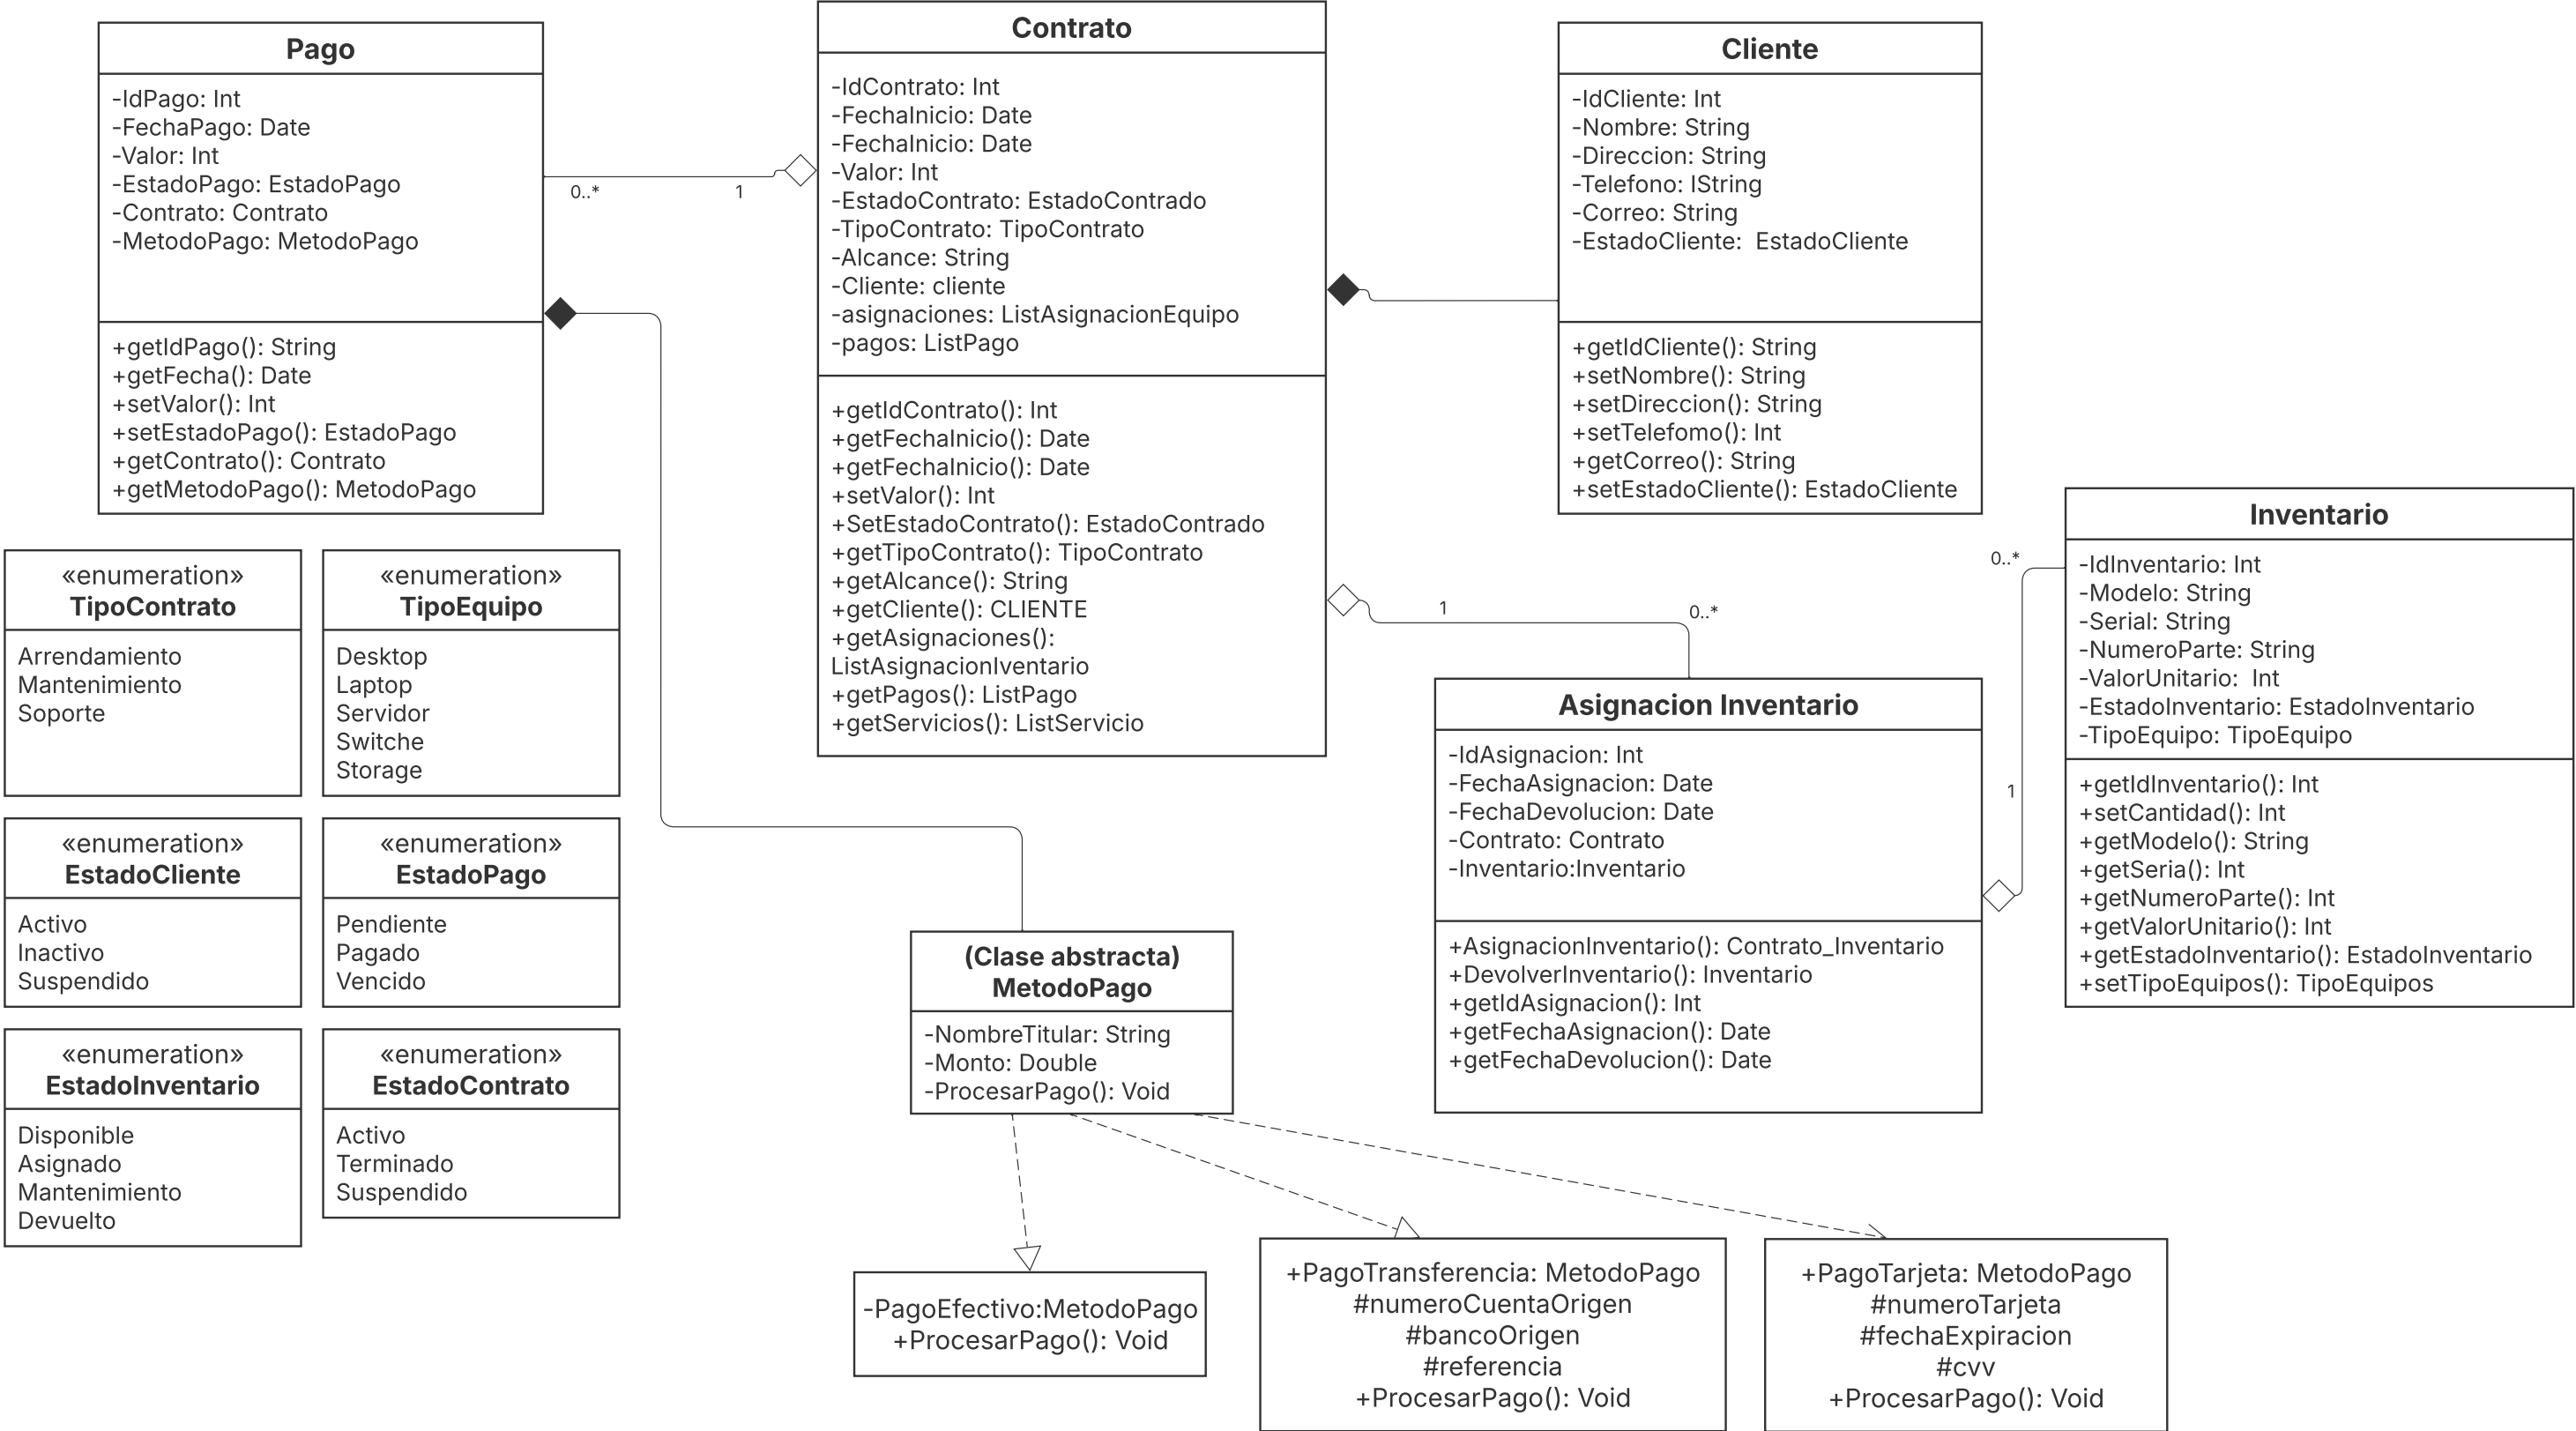 Pago
-IdPago: Int
-FechaPago: Date
-Valor: Int
-EstadoPago: EstadoPago
-Contrato: Contrato
-MetodoPago: MetodoPago
+getIdPago(): String
+getFecha(): Date
+setValor(): Int
+setEstadoPago(): EstadoPago
+getContrato(): Contrato
+getMetodoPago(): MetodoPago
0..*
1
Contrato
-IdContrato: Int
-FechaInicio: Date
-FechaInicio: Date
-Valor: Int
-EstadoContrato: EstadoContrado
-TipoContrato: TipoContrato
-Alcance: String
-Cliente: cliente
-asignaciones: ListAsignacionEquipo
-pagos: ListPago
+getIdContrato(): Int
+getFechaInicio(): Date
+getFechaInicio(): Date
+setValor(): Int
+SetEstadoContrato(): EstadoContrado
+getTipoContrato(): TipoContrato
+getAlcance(): String
+getCliente(): CLIENTE
+getAsignaciones():
ListAsignacionIventario
+getPagos(): ListPago
+getServicios(): ListServicio
Cliente
-IdCliente: Int
-Nombre: String
-Direccion: String
-Telefono: IString
-Correo: String
-EstadoCliente:  EstadoCliente
+getIdCliente(): String
+setNombre(): String
+setDireccion(): String
+setTelefomo(): Int
+getCorreo(): String
+setEstadoCliente(): EstadoCliente
1
0..*
0..*
1
Inventario
-IdInventario: Int
-Modelo: String
-Serial: String
-NumeroParte: String
-ValorUnitario:  Int
-EstadoInventario: EstadoInventario
-TipoEquipo: TipoEquipo
+getIdInventario(): Int
+setCantidad(): Int
+getModelo(): String
+getSeria(): Int
+getNumeroParte(): Int
+getValorUnitario(): Int
+getEstadoInventario(): EstadoInventario
+setTipoEquipos(): TipoEquipos
Asignacion Inventario
-IdAsignacion: Int
-FechaAsignacion: Date
-FechaDevolucion: Date
-Contrato: Contrato
-Inventario:Inventario
+AsignacionInventario(): Contrato_Inventario
+DevolverInventario(): Inventario
+getIdAsignacion(): Int
+getFechaAsignacion(): Date
+getFechaDevolucion(): Date
«enumeration»
TipoContrato
Arrendamiento
Mantenimiento
Soporte
«enumeration»
TipoEquipo
Desktop
Laptop
Servidor
Switche
Storage
«enumeration»
EstadoCliente
Activo
Inactivo
Suspendido
«enumeration»
EstadoPago
Pendiente
Pagado
Vencido
«enumeration»
EstadoInventario
Disponible
Asignado
Mantenimiento
Devuelto
«enumeration»
EstadoContrato
Activo
Terminado
Suspendido
(Clase abstracta)
MetodoPago
-NombreTitular: String
-Monto: Double
-ProcesarPago(): Void
-PagoEfectivo:MetodoPago
+ProcesarPago(): Void
+PagoTransferencia: MetodoPago
#numeroCuentaOrigen
#bancoOrigen
#referencia
+ProcesarPago(): Void
+PagoTarjeta: MetodoPago
#numeroTarjeta
#fechaExpiracion
#cvv
+ProcesarPago(): Void